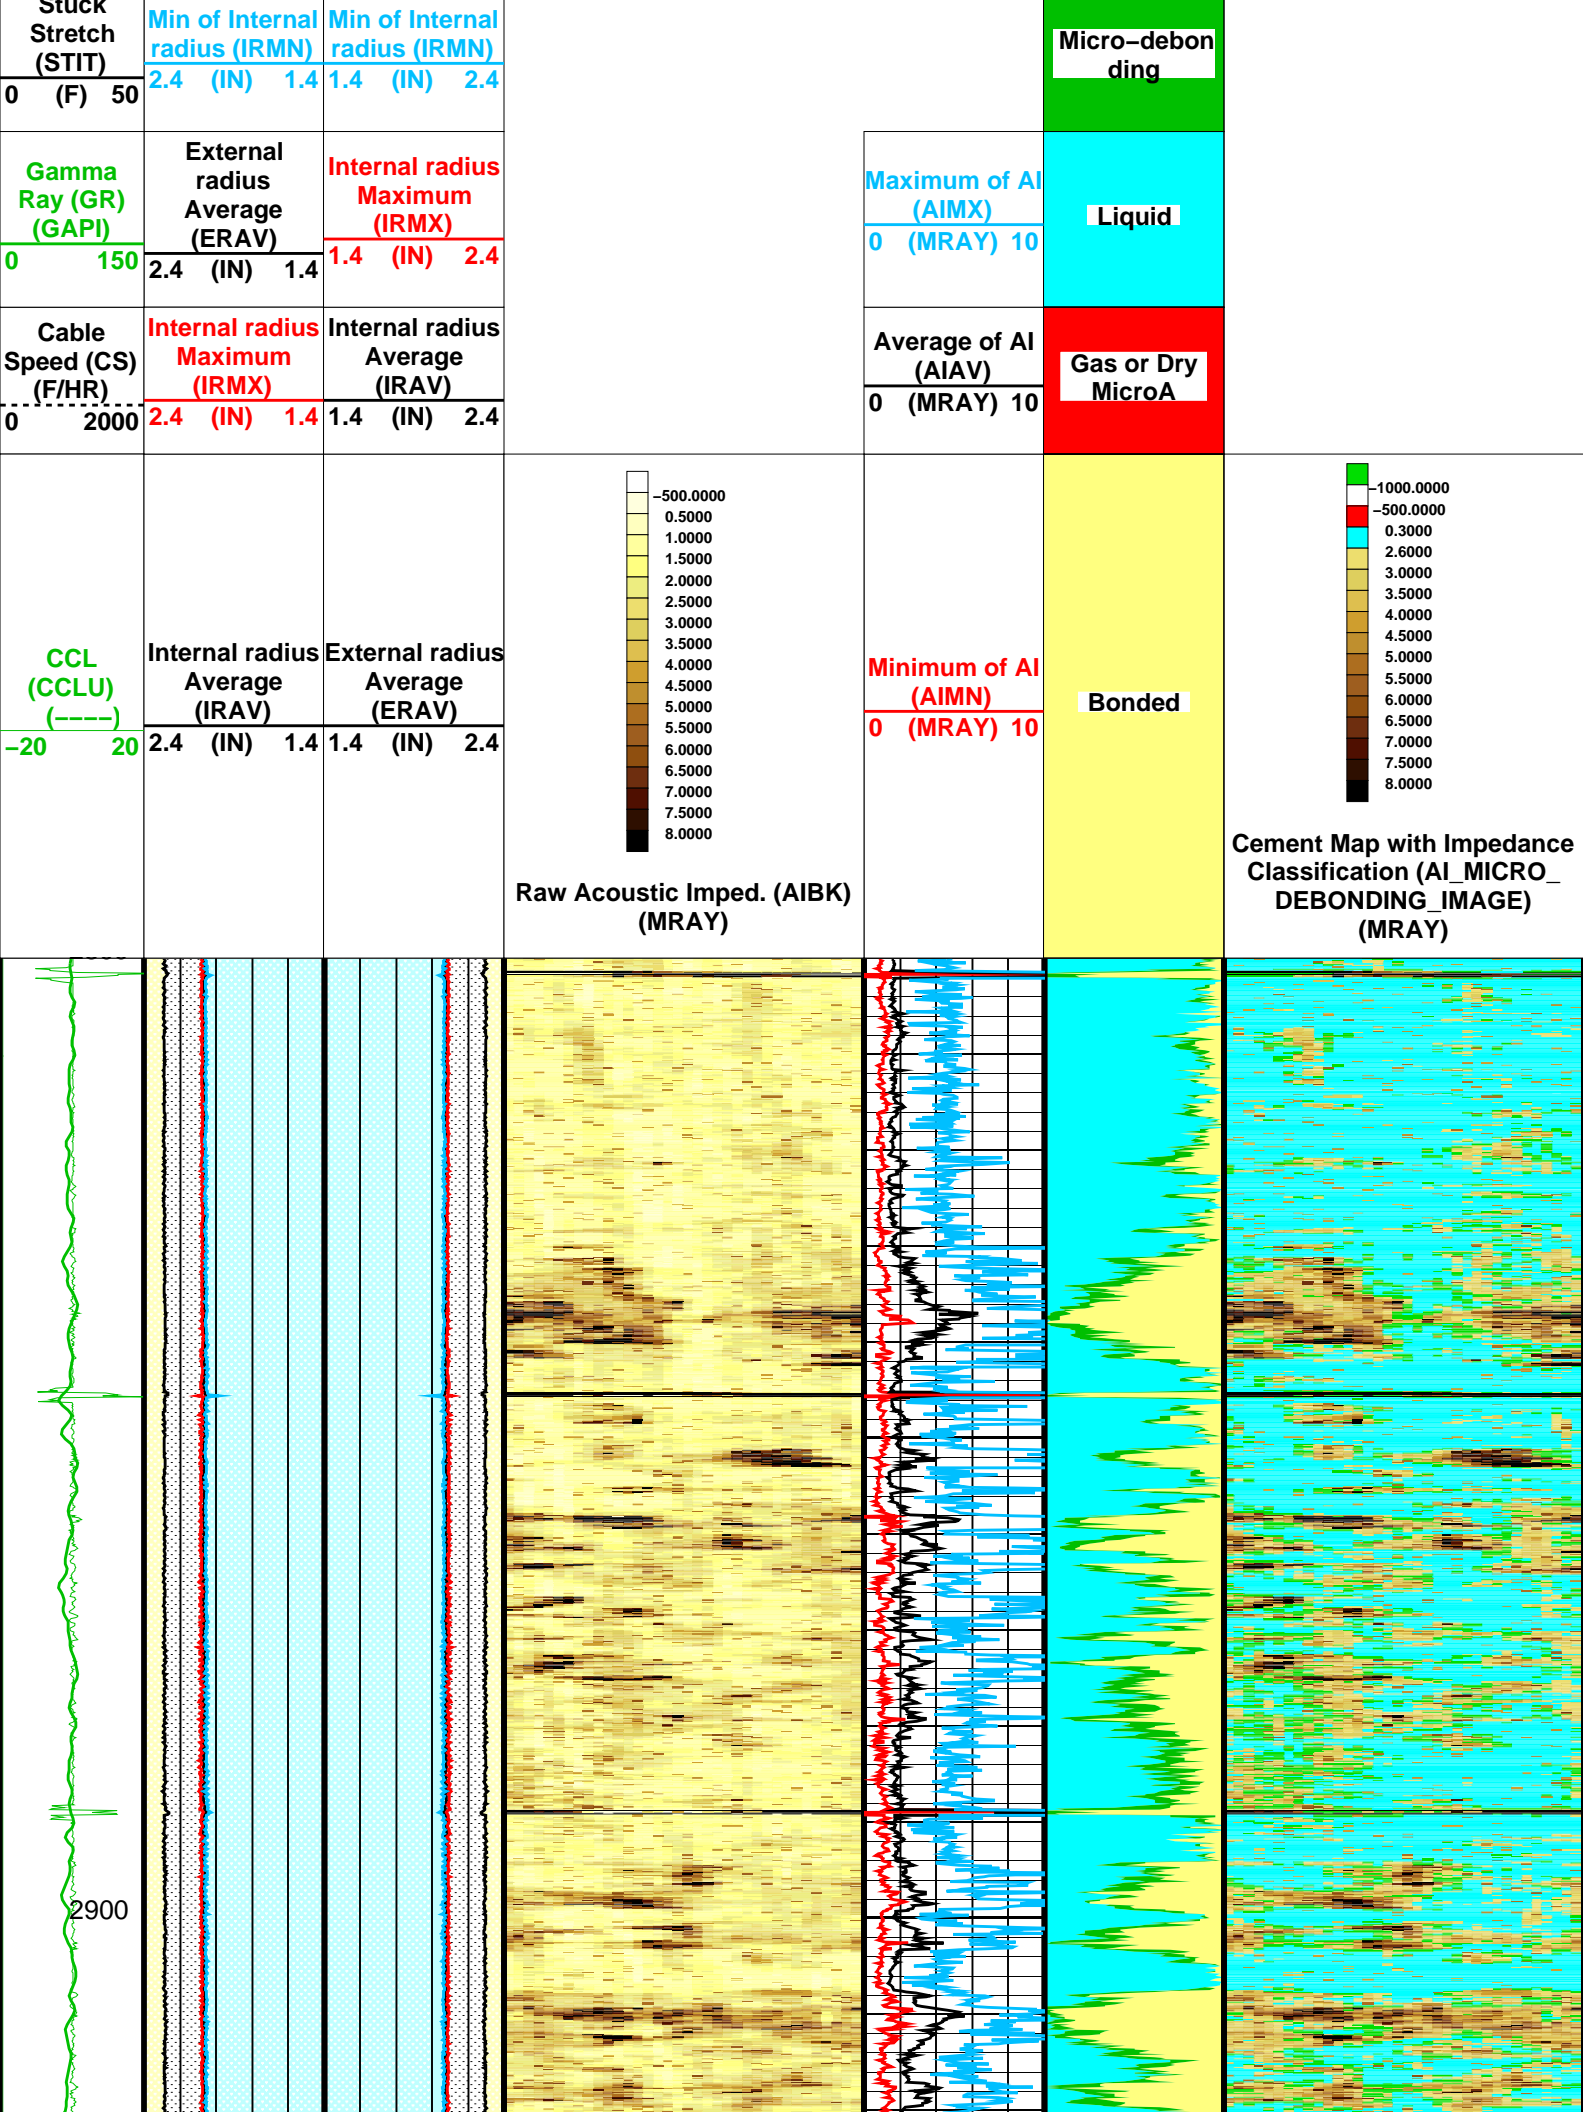 Stuck
Stretch
(STIT)
0 (F) 50
Min of Internal
radius (IRMN)
2.4 (IN) 1.4
Min of Internal
radius (IRMN)
1.4 (IN) 2.4
Micro–debon
ding
Gamma
Ray (GR)
(GAPI)
0 150
External
radius
Average
(ERAV)
2.4 (IN) 1.4
Internal radius
Maximum
(IRMX)
1.4 (IN) 2.4
Maximum of AI
(AIMX)
0 (MRAY) 10
Liquid
Cable
Speed (CS)
(F/HR)
0 2000
Internal radius
Maximum
(IRMX)
2.4 (IN) 1.4
Internal radius
Average
(IRAV)
1.4 (IN) 2.4
Average of AI
(AIAV)
0 (MRAY) 10
Gas or Dry
MicroA
CCL
(CCLU)
(––––)
–20 20
Internal radius
Average
(IRAV)
2.4 (IN) 1.4
External radius
Average
(ERAV)
1.4 (IN) 2.4
–500.0000
0.5000
1.0000
1.5000
2.0000
2.5000
3.0000
3.5000
4.0000
4.5000
5.0000
5.5000
6.0000
6.5000
7.0000
7.5000
8.0000
Raw Acoustic Imped. (AIBK)
(MRAY)
Minimum of AI
(AIMN)
0 (MRAY) 10
Bonded
–1000.0000
–500.0000
0.3000
2.6000
3.0000
3.5000
4.0000
4.5000
5.0000
5.5000
6.0000
6.5000
7.0000
7.5000
8.0000
Cement Map with Impedance
Classification (AI_MICRO_
DEBONDING_IMAGE)
(MRAY)
2900